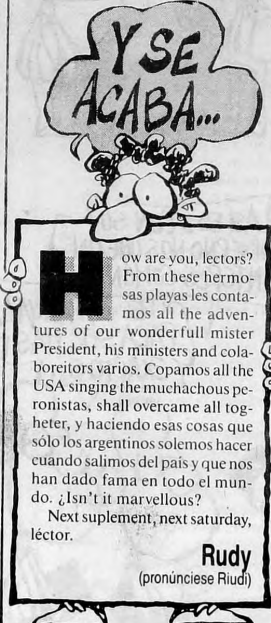 Y SE
ACABA...
How are you, lectors?
From these hermo-
sas playas les conta-
mos all the adven-
tures of our wonderfull mister
President, his ministers and cola-
boreitors varios. Copamos all the
USA singing the muchachous pe-
ronistas, shall overcame all tog-
heter, y haciendo esas cosas que
sólo los argentinos solemos hacer
cuando salimos del país y que nos
han dado fama en todo el mun-
do. ¿Isn't it marvellous?
Next suplement, next saturday,
léctor.
Rudy
(pronúnciese Riudi)